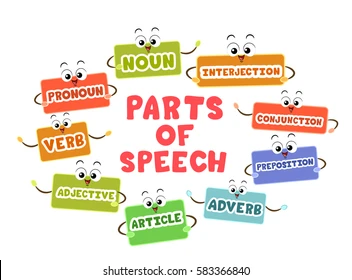 NOUN
INTERJECTION
PRONOUN
CONJUNCTION
VERB
PREPOSITION
ADJECTIVE
ADVERB
ARTICLE
PARTS
OF
SPEECH
shutterstock.com · 583366840